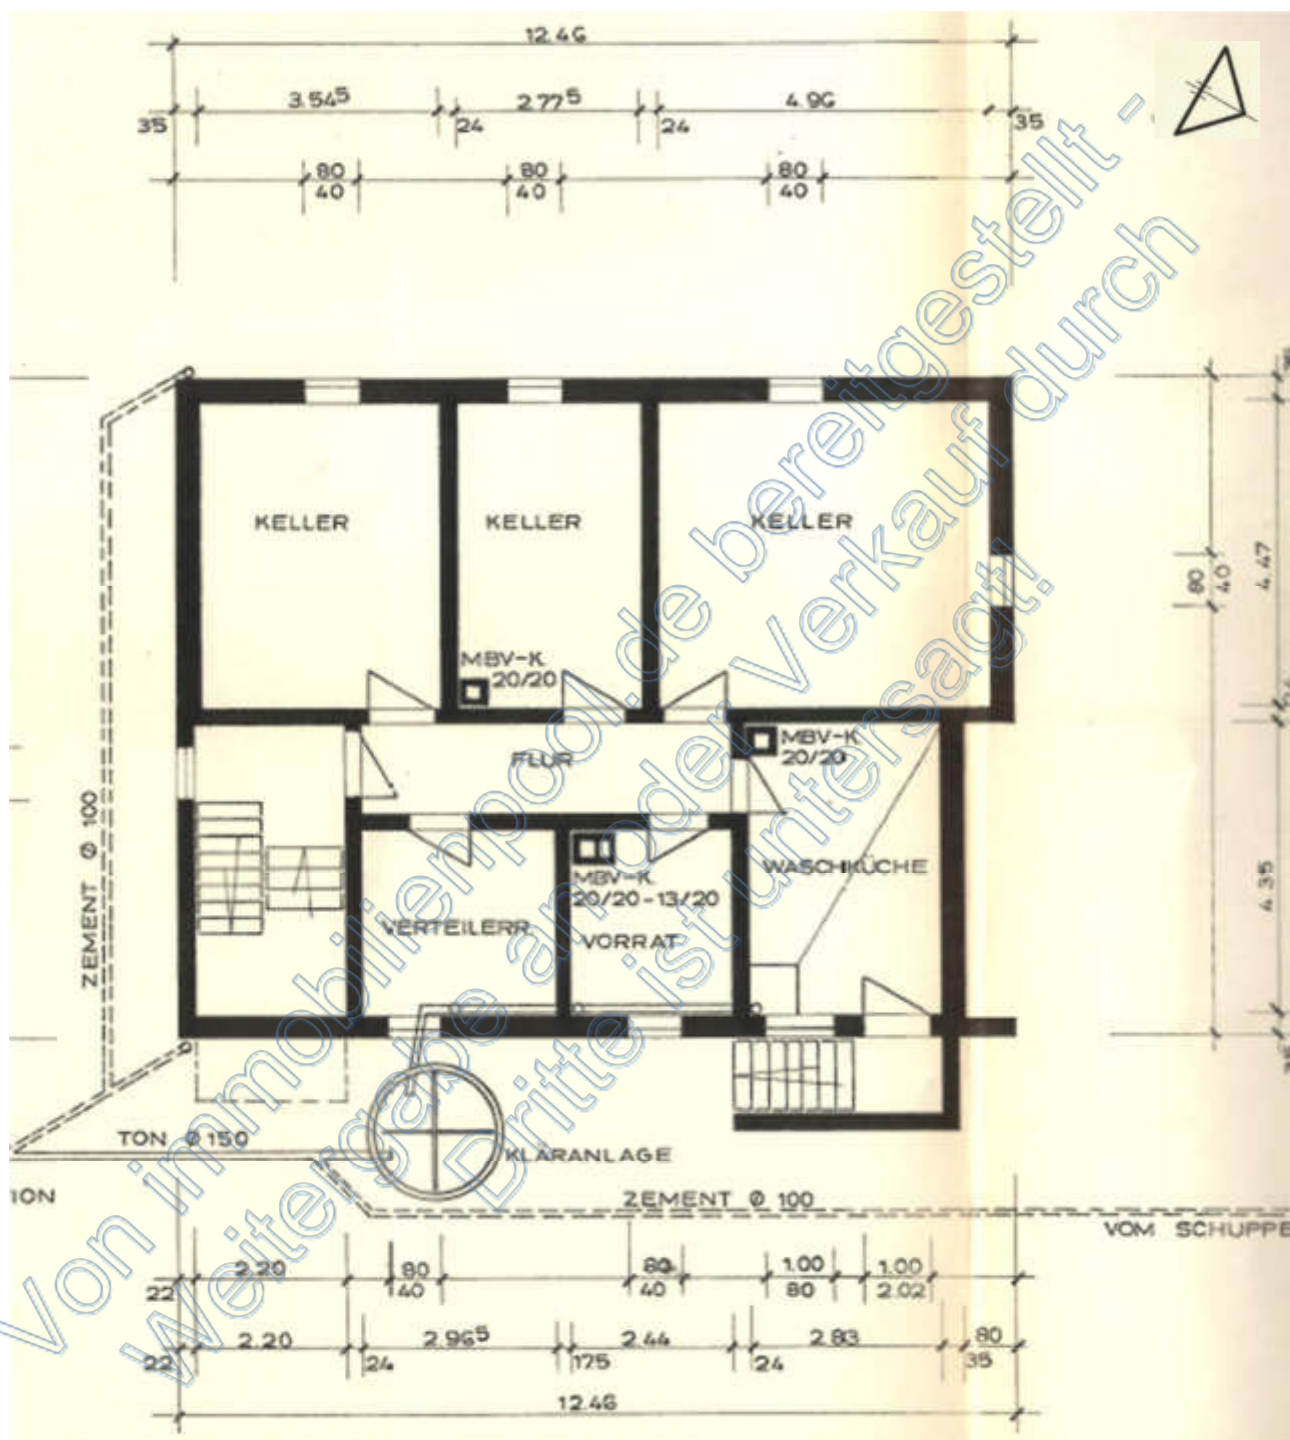 12.46
3.54⁵ 2.77⁵ 4.96
35 24 24 35
80 80 80
40 40 40
KELLER KELLER KELLER
MBV-K
20/20
80
40
4.47
FLUR
MBV-K
20/20
ZEMENT Ø 100
WASCHKÜCHE
MBV-K
20/20-13/20
VERTEILERR.
VORRAT
4.35
TON Ø 150
KLÄRANLAGE
ZEMENT Ø 100
VOM SCHUPPE
2.20 80 80 1.00 1.00
22 40 40 80 2.02
2.20 2.96⁵ 2.44 2.83 80
22 24 175 24 35
12.46
Von immobilienpool.de bereitgestellt -
Weitergabe an oder Verkauf durch
Dritte ist untersagt!